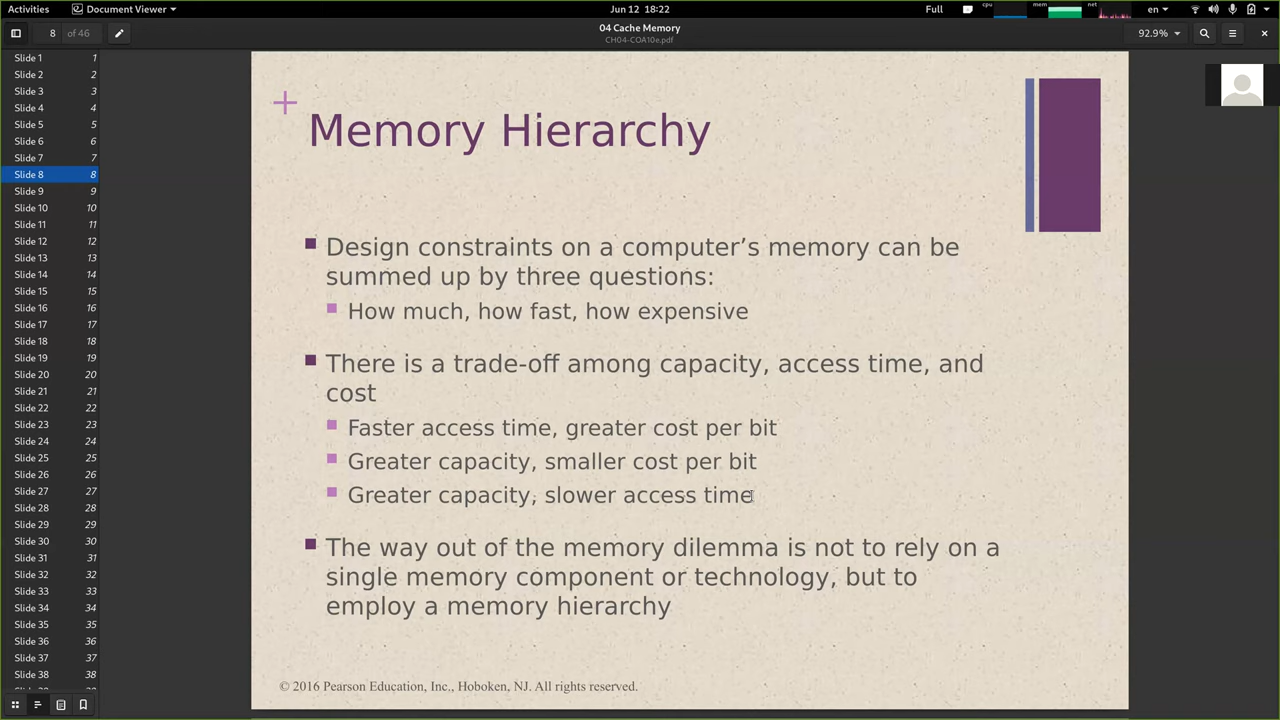 Activities
Document Viewer
Jun 12 18:22
Full
cpu
mem
net
en
8 of 46
04 Cache Memory
CH04-COA10e.pdf
92.9%
Slide 1 1
Slide 2 2
Slide 3 3
Slide 4 4
Slide 5 5
Slide 6 6
Slide 7 7
Slide 8 8
Slide 9 9
Slide 10 10
Slide 11 11
Slide 12 12
Slide 13 13
Slide 14 14
Slide 15 15
Slide 16 16
Slide 17 17
Slide 18 18
Slide 19 19
Slide 20 20
Slide 21 21
Slide 22 22
Slide 23 23
Slide 24 24
Slide 25 25
Slide 26 26
Slide 27 27
Slide 28 28
Slide 29 29
Slide 30 30
Slide 31 31
Slide 32 32
Slide 33 33
Slide 34 34
Slide 35 35
Slide 36 36
Slide 37 37
Slide 38 38
+
Memory Hierarchy
Design constraints on a computer’s memory can be
summed up by three questions:
How much, how fast, how expensive
There is a trade-off among capacity, access time, and
cost
Faster access time, greater cost per bit
Greater capacity, smaller cost per bit
Greater capacity, slower access time
The way out of the memory dilemma is not to rely on a
single memory component or technology, but to
employ a memory hierarchy
© 2016 Pearson Education, Inc., Hoboken, NJ. All rights reserved.